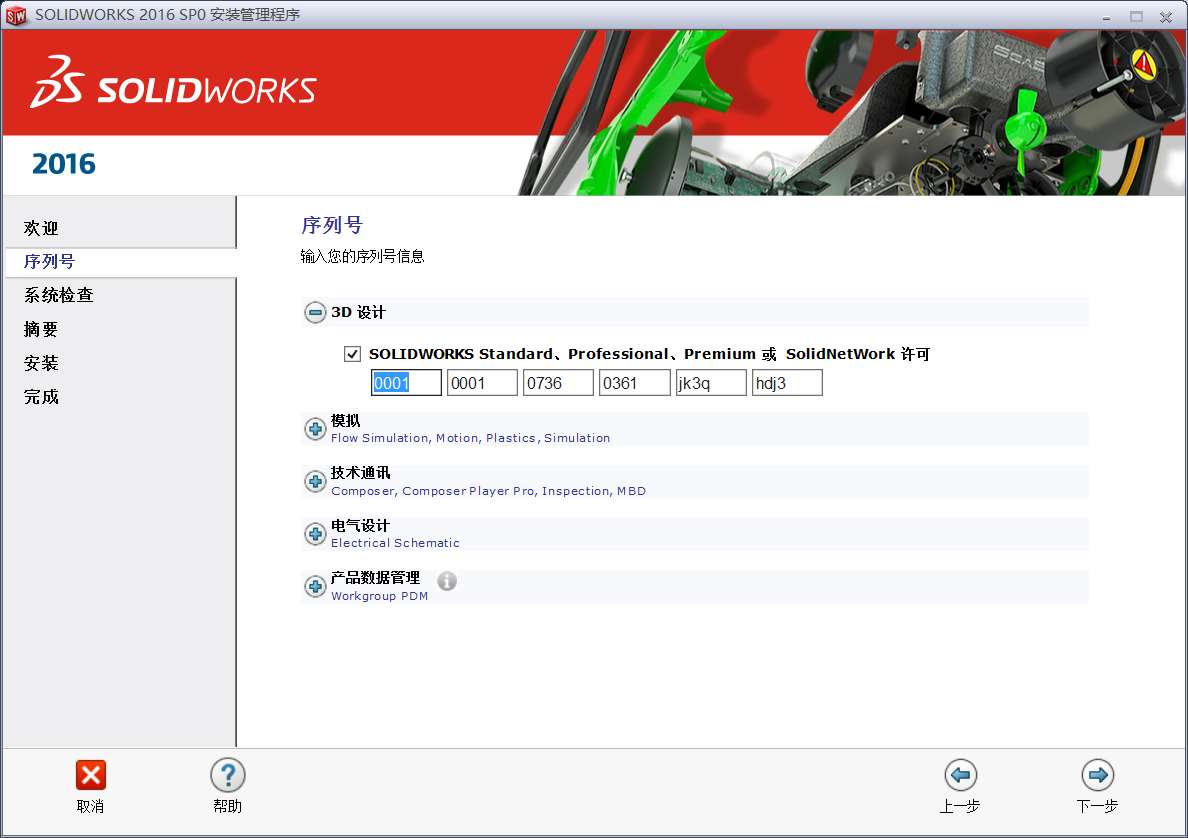 SOLIDWORKS 2016 SP0 安装管理程序
SOLIDWORKS
2016
欢迎
序列号
系统检查
摘要
安装
完成
序列号
输入您的序列号信息
3D 设计
SOLIDWORKS Standard、Professional、Premium 或 SolidNetWork 许可
0001 0001 0736 0361 jk3q hdj3
模拟
Flow Simulation, Motion, Plastics, Simulation
技术通讯
Composer, Composer Player Pro, Inspection, MBD
电气设计
Electrical Schematic
产品数据管理
Workgroup PDM
取消
帮助
上一步
下一步